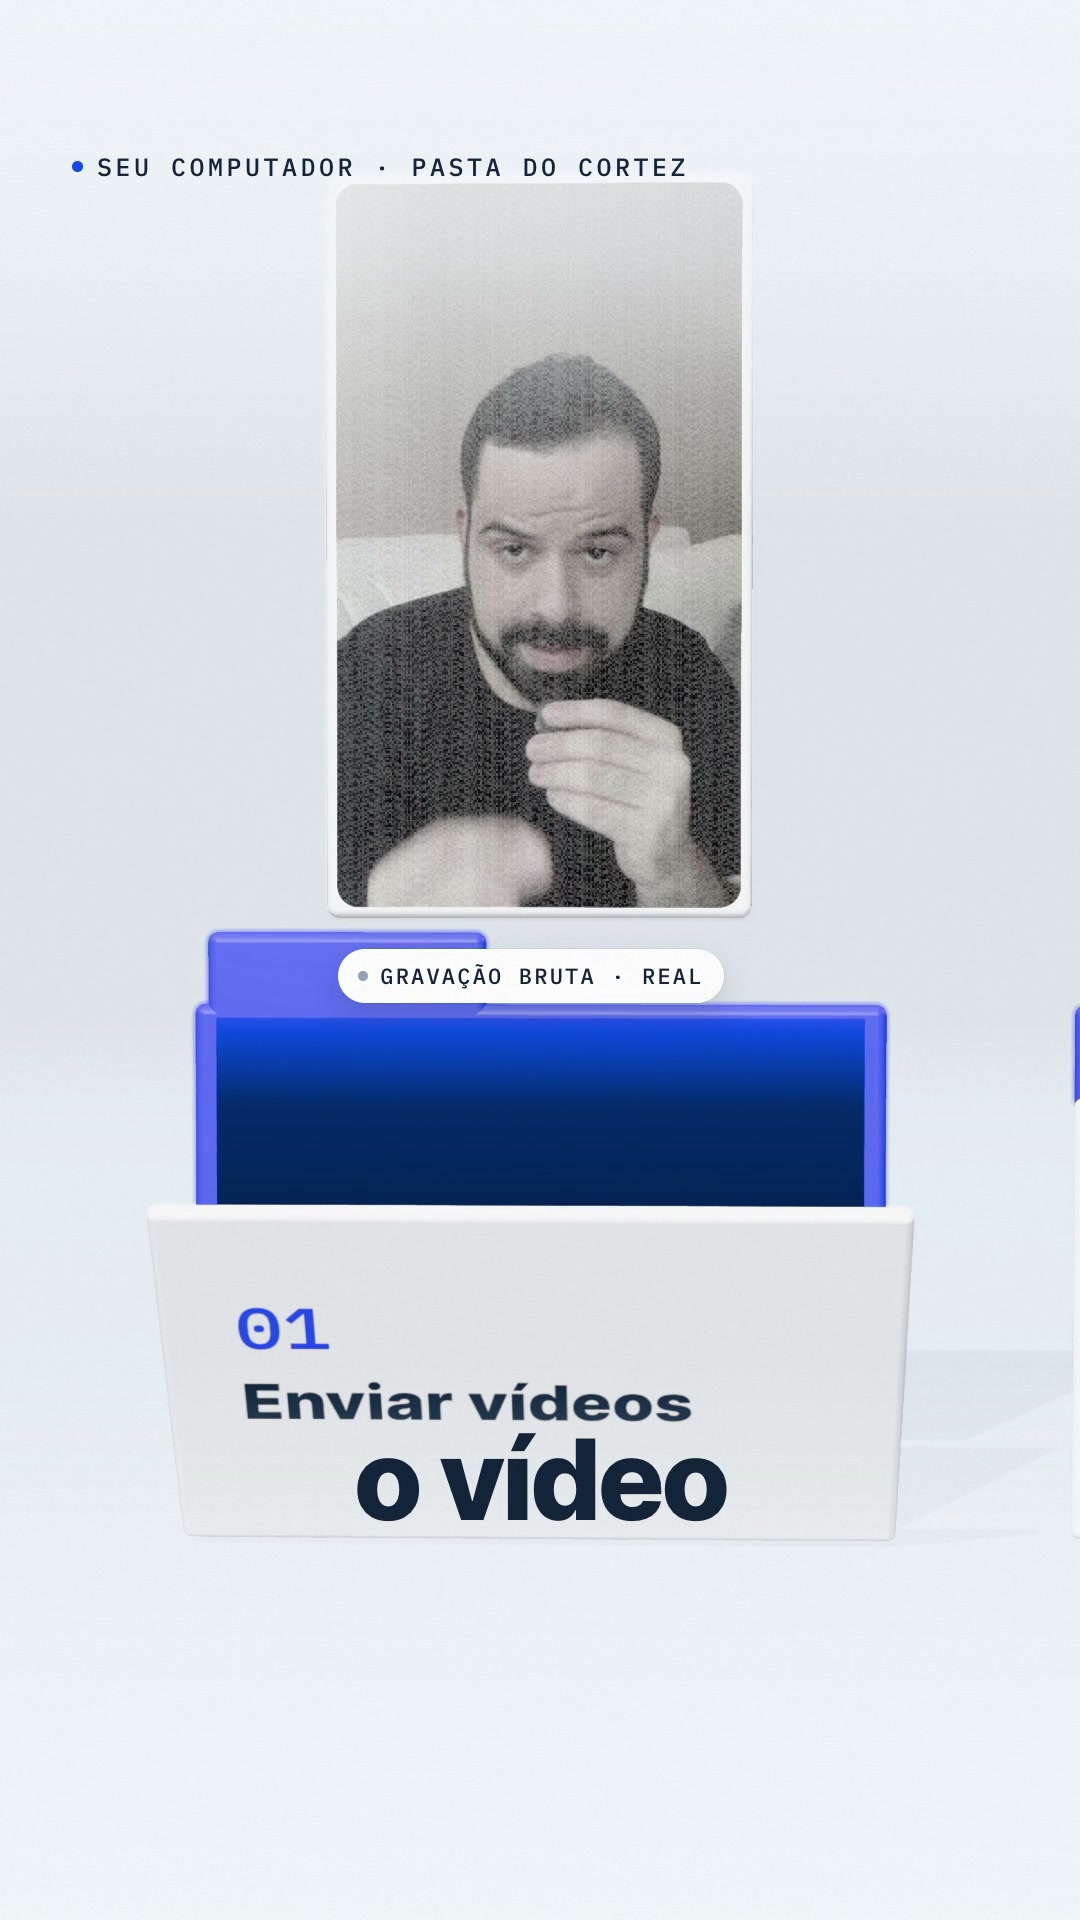 SEU COMPUTADOR · PASTA DO CORTEZ
GRAVAÇÃO BRUTA · REAL
01
Enviar vídeos
o vídeo